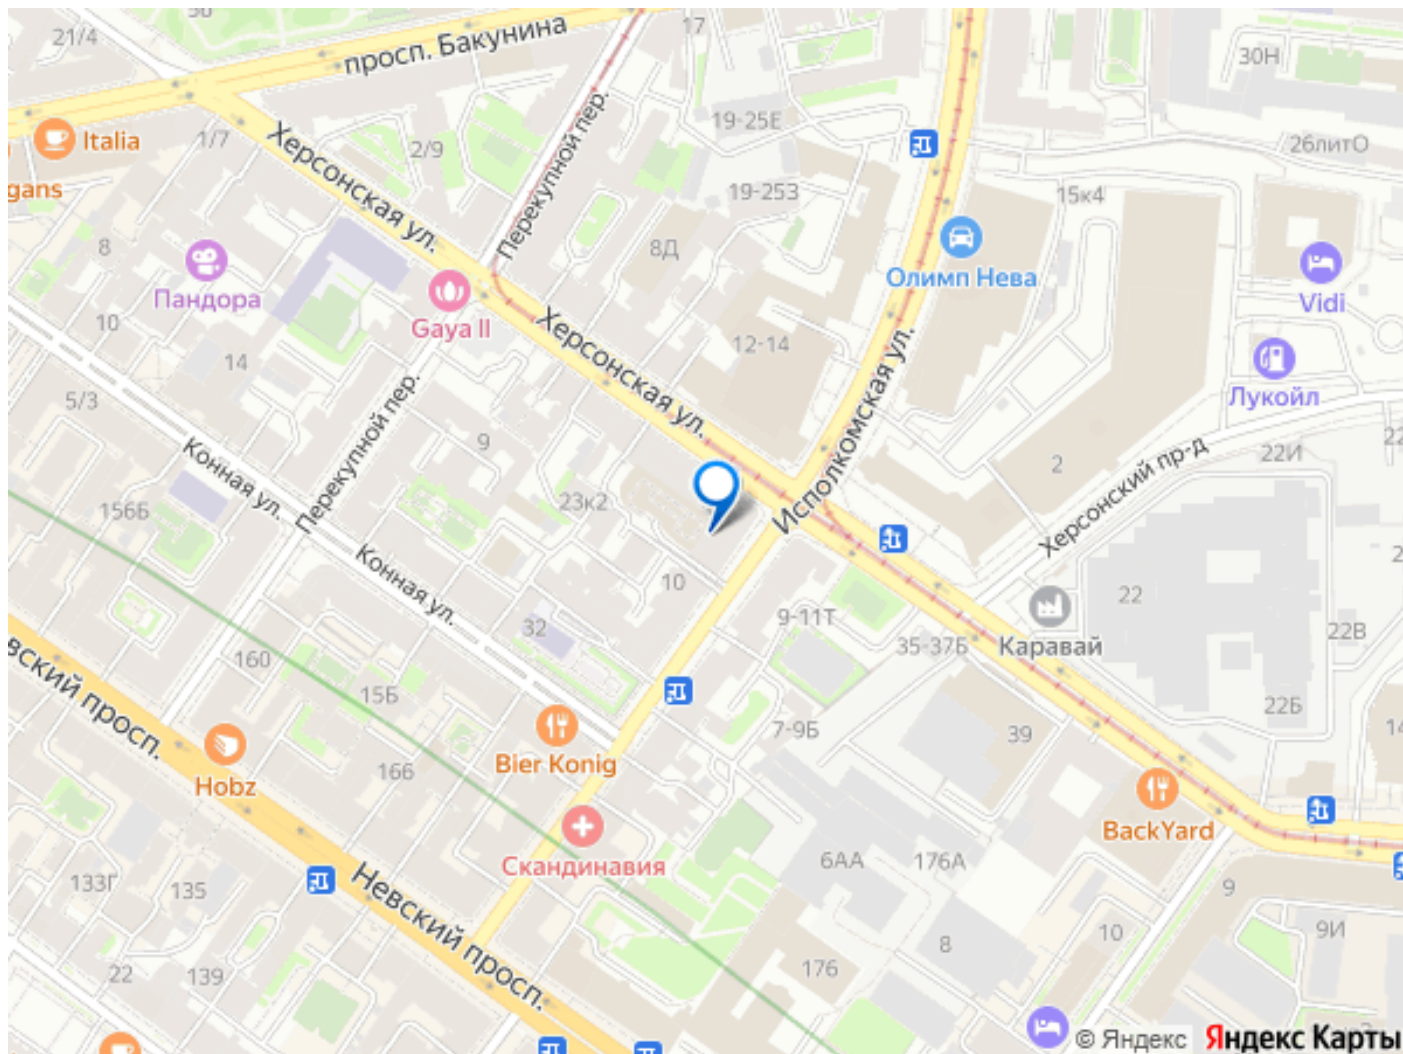 21/4
просп. Бакунина
17
30Н
Italia
1/7
Херсонская ул.
2/9
Перекупной пер.
19-25Е
26литО
gans
19-253
15к4
8
Пандора
8Д
Олимп Нева
Vidi
10
Gaya II
Херсонская ул.
12-14
Исполкомская ул.
14
Лукойл
5/3
Перекупной пер.
9
Конная ул.
2
Херсонский пр-д
22И
156Б
23к2
Конная ул.
10
22
32
9-11Т
22В
вский просп.
160
35-37Б
Каравай
15Б
22Б
7-9Б
39
14
Hobz
166
Bier Konig
BackYard
Скандинавия
6АА
176А
133Г
135
Невский просп.
9
9И
10
8
22
139
176
© Яндекс
Яндекс Карты